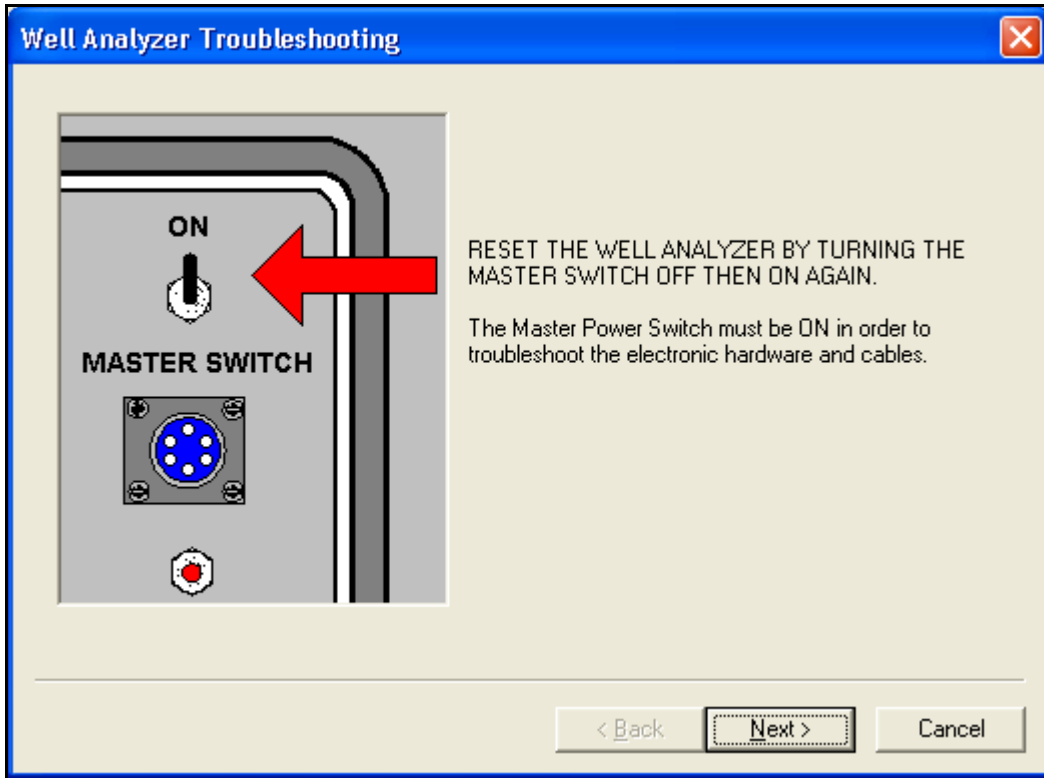 Well Analyzer Troubleshooting
ON
MASTER SWITCH
RESET THE WELL ANALYZER BY TURNING THE
MASTER SWITCH OFF THEN ON AGAIN.
The Master Power Switch must be ON in order to
troubleshoot the electronic hardware and cables.
< Back
Next >
Cancel